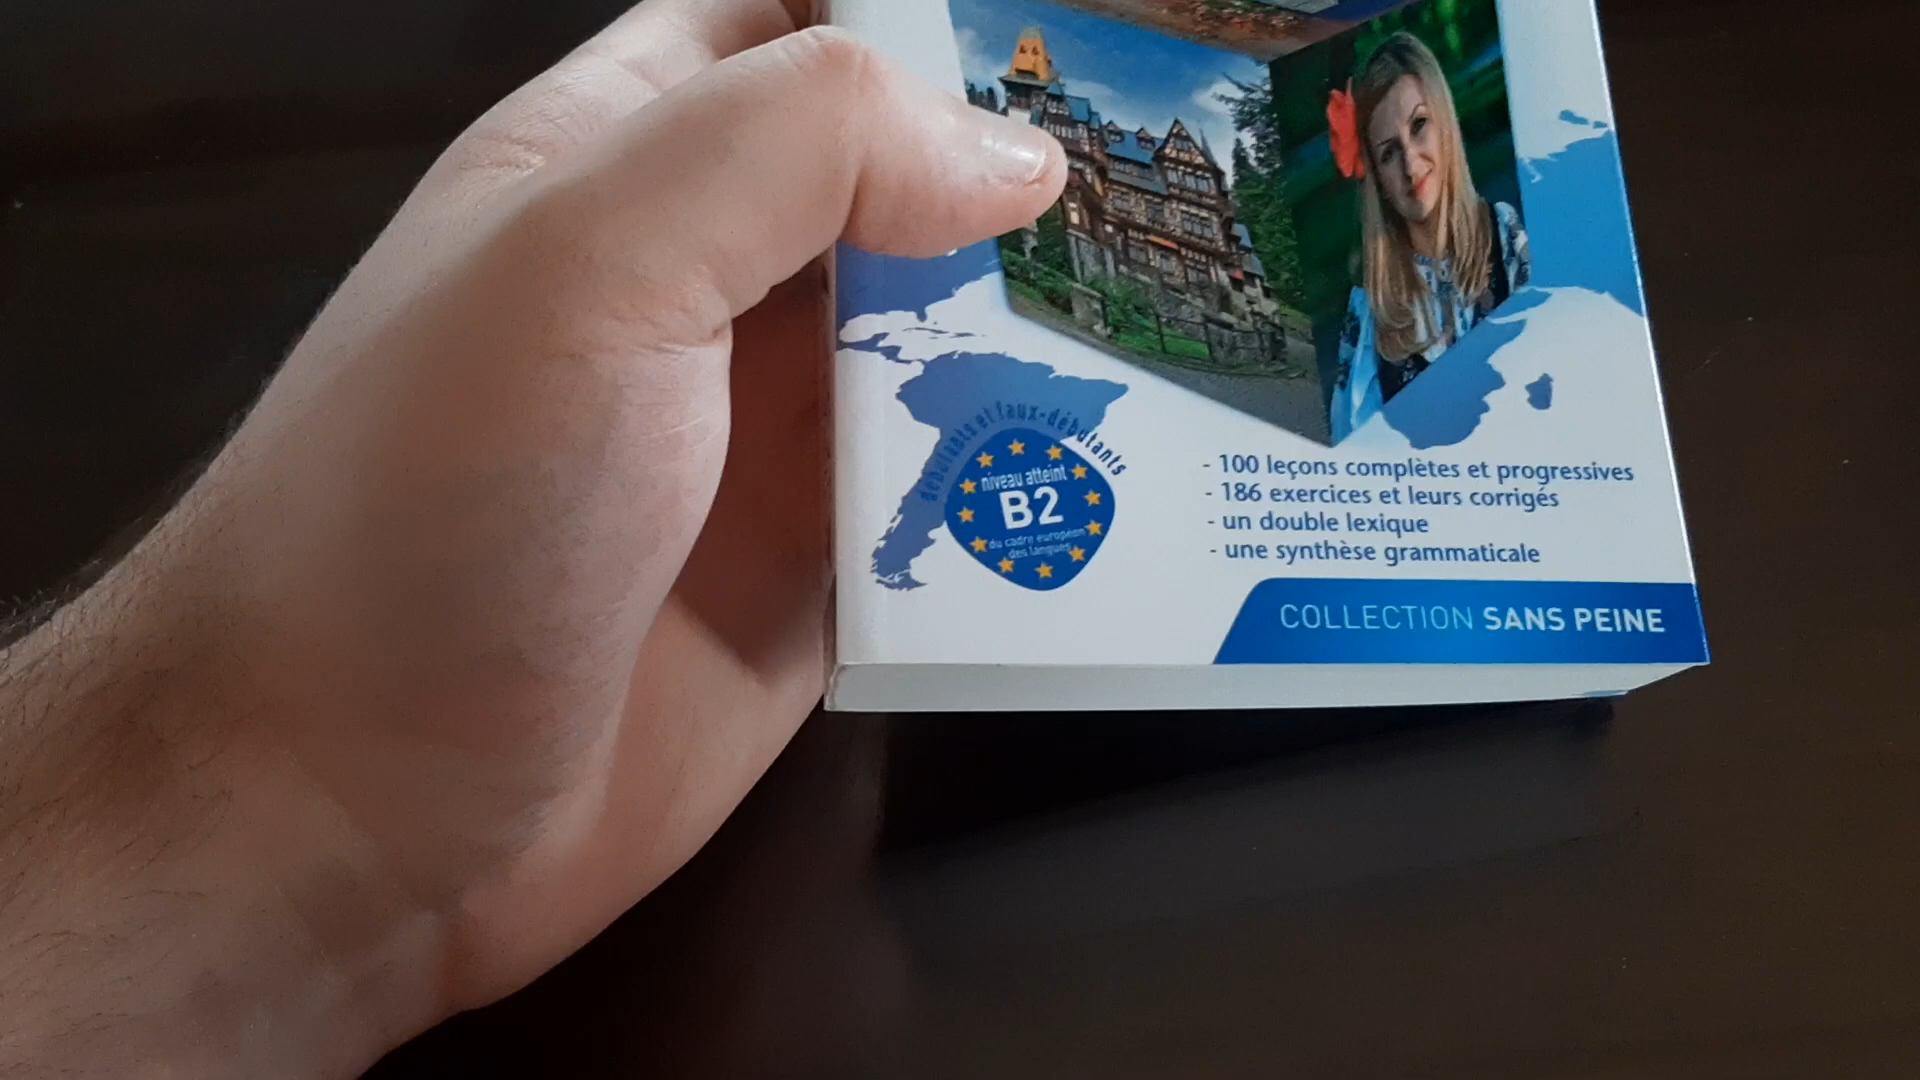 débutants et faux-débutants
niveau atteint
B2
du cadre européen
des langues
- 100 leçons complètes et progressives
- 186 exercices et leurs corrigés
- un double lexique
- une synthèse grammaticale
COLLECTION SANS PEINE